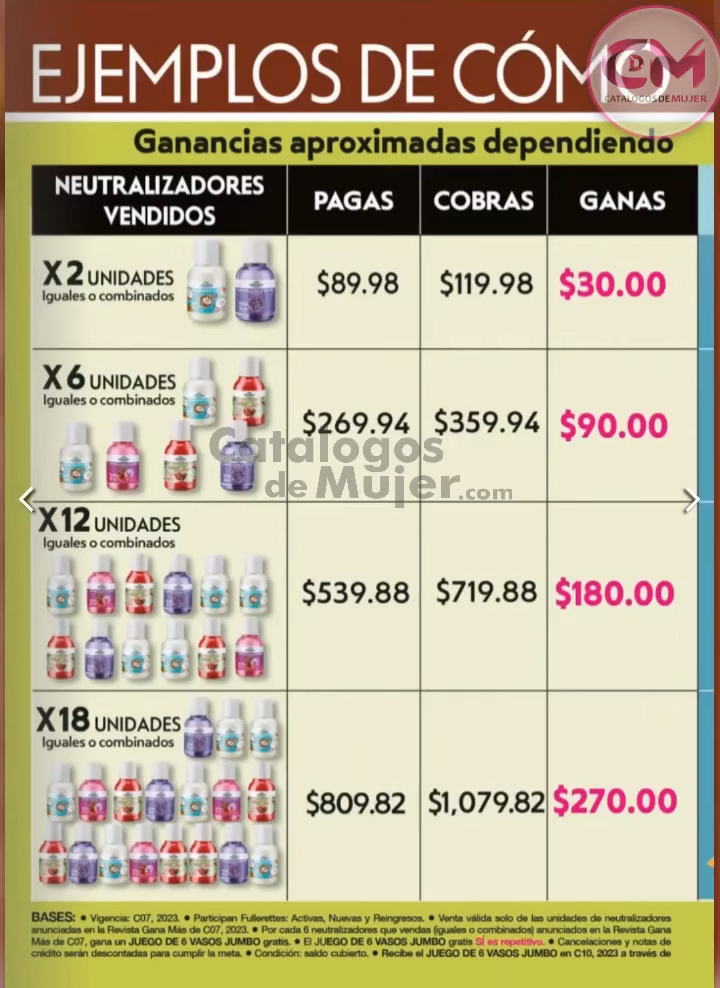 EJEMPLOS DE CÓMO
CDM
CATALOGOSDEMUJER
Ganancias aproximadas dependiendo
NEUTRALIZADORES
VENDIDOS
PAGAS
COBRAS
GANAS
X2 UNIDADES
Iguales o combinados
$89.98
$119.98
$30.00
X6 UNIDADES
Iguales o combinados
$269.94
$359.94
$90.00
Catalogos
de Mujer.com
X12 UNIDADES
Iguales o combinados
$539.88
$719.88
$180.00
X18 UNIDADES
Iguales o combinados
$809.82
$1,079.82
$270.00
BASES: • Vigencia: C07, 2023. • Participan Fullerettes: Activas, Nuevas y Reingresos. • Venta válida solo de las unidades de neutralizadores
anunciadas en la Revista Gana Más de C07, 2023. • Por cada 6 neutralizadores que vendas (iguales o combinados) anunciados en la Revista Gana
Más de C07, gana un JUEGO DE 6 VASOS JUMBO gratis. • El JUEGO DE 6 VASOS JUMBO gratis SÍ es repetitivo. • Cancelaciones y notas de
crédito serán descontadas para cumplir la meta. • Condición: saldo cubierto. • Recibe el JUEGO DE 6 VASOS JUMBO en C10, 2023 a través de